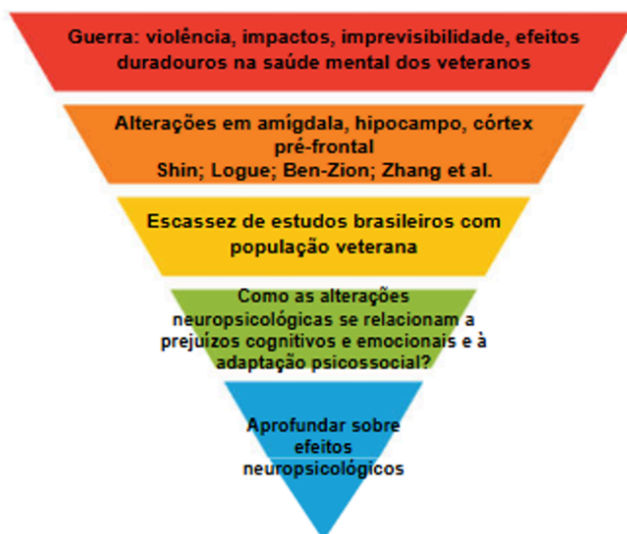 Guerra: violência, impactos, imprevisibilidade, efeitos
duradouros na saúde mental dos veteranos
Alterações em amígdala, hipocampo, córtex
pré-frontal
Shin; Logue; Ben-Zion; Zhang et al.
Escassez de estudos brasileiros com
população veterana
Como as alterações
neuropsicológicas se relacionam a
prejuízos cognitivos e emocionais e à
adaptação psicossocial?
Aprofundar sobre
efeitos
neuropsicológicos